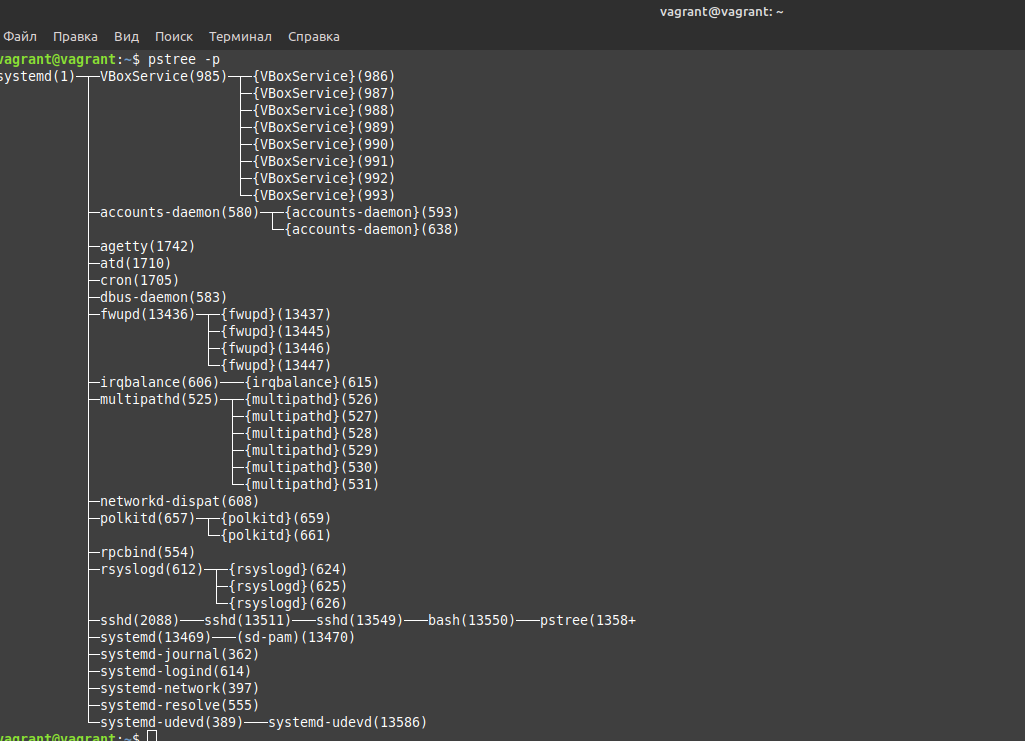 vagrant@vagrant: ~
Файл Правка Вид Поиск Терминал Справка
vagrant@vagrant:~$ pstree -p
systemd(1)─┬─VBoxService(985)─┬─{VBoxService}(986)
           │                  ├─{VBoxService}(987)
           │                  ├─{VBoxService}(988)
           │                  ├─{VBoxService}(989)
           │                  ├─{VBoxService}(990)
           │                  ├─{VBoxService}(991)
           │                  ├─{VBoxService}(992)
           │                  └─{VBoxService}(993)
           ├─accounts-daemon(580)─┬─{accounts-daemon}(593)
           │                      └─{accounts-daemon}(638)
           ├─agetty(1742)
           ├─atd(1710)
           ├─cron(1705)
           ├─dbus-daemon(583)
           ├─fwupd(13436)─┬─{fwupd}(13437)
           │              ├─{fwupd}(13445)
           │              ├─{fwupd}(13446)
           │              └─{fwupd}(13447)
           ├─irqbalance(606)───{irqbalance}(615)
           ├─multipathd(525)─┬─{multipathd}(526)
           │                 ├─{multipathd}(527)
           │                 ├─{multipathd}(528)
           │                 ├─{multipathd}(529)
           │                 ├─{multipathd}(530)
           │                 └─{multipathd}(531)
           ├─networkd-dispat(608)
           ├─polkitd(657)─┬─{polkitd}(659)
           │              └─{polkitd}(661)
           ├─rpcbind(554)
           ├─rsyslogd(612)─┬─{rsyslogd}(624)
           │               ├─{rsyslogd}(625)
           │               └─{rsyslogd}(626)
           ├─sshd(2088)───sshd(13511)───sshd(13549)───bash(13550)───pstree(1358+
           ├─systemd(13469)───(sd-pam)(13470)
           ├─systemd-journal(362)
           ├─systemd-logind(614)
           ├─systemd-network(397)
           ├─systemd-resolve(555)
           └─systemd-udevd(389)───systemd-udevd(13586)
vagrant@vagrant:~$